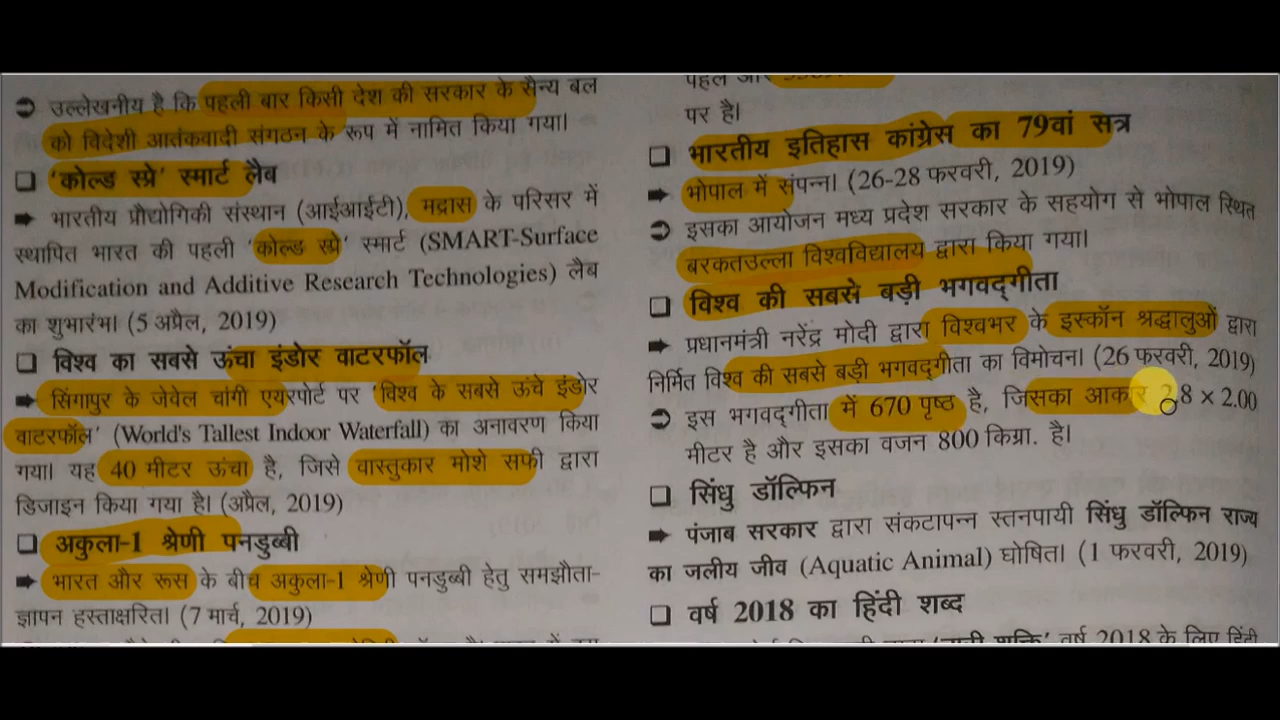 उल्लेखनीय है कि पहली बार किसी देश की सरकार के सैन्य बल
को विदेशी आतंकवादी संगठन के रूप में नामित किया गया।
'कोल्ड स्प्रे' स्मार्ट लैब
भारतीय प्रौद्योगिकी संस्थान (आईआईटी), मद्रास के परिसर में
स्थापित भारत की पहली 'कोल्ड स्प्रे' स्मार्ट (SMART-Surface
Modification and Additive Research Technologies) लैब
का शुभारंभ। (5 अप्रैल, 2019)
विश्व का सबसे ऊंचा इंडोर वाटरफॉल
सिंगापुर के जेवेल चांगी एयरपोर्ट पर 'विश्व के सबसे ऊंचे इंडोर
वाटरफॉल' (World's Tallest Indoor Waterfall) का अनावरण किया
गया। यह 40 मीटर ऊंचा है, जिसे वास्तुकार मोशे सफी द्वारा
डिजाइन किया गया है। (अप्रैल, 2019)
अकुला-1 श्रेणी पनडुब्बी
भारत और रूस के बीच अकुला-1 श्रेणी पनडुब्बी हेतु समझौता-
ज्ञापन हस्ताक्षरित। (7 मार्च, 2019)
पहल और
पर है।
भारतीय इतिहास कांग्रेस का 79वां सत्र
भोपाल में संपन्न। (26-28 फरवरी, 2019)
इसका आयोजन मध्य प्रदेश सरकार के सहयोग से भोपाल स्थित
बरकतउल्ला विश्वविद्यालय द्वारा किया गया।
विश्व की सबसे बड़ी भगवद्गीता
प्रधानमंत्री नरेंद्र मोदी द्वारा विश्वभर के इस्कॉन श्रद्धालुओं द्वारा
निर्मित विश्व की सबसे बड़ी भगवद्गीता का विमोचन। (26 फरवरी, 2019)
इस भगवद्गीता में 670 पृष्ठ है, जिसका आकार 2.8 × 2.00
मीटर है और इसका वजन 800 किग्रा. है।
सिंधु डॉल्फिन
पंजाब सरकार द्वारा संकटापन्न स्तनपायी सिंधु डॉल्फिन राज्य
का जलीय जीव (Aquatic Animal) घोषित। (1 फरवरी, 2019)
वर्ष 2018 का हिंदी शब्द
'नारी शक्ति' वर्ष 2018 के लिए हिंदी